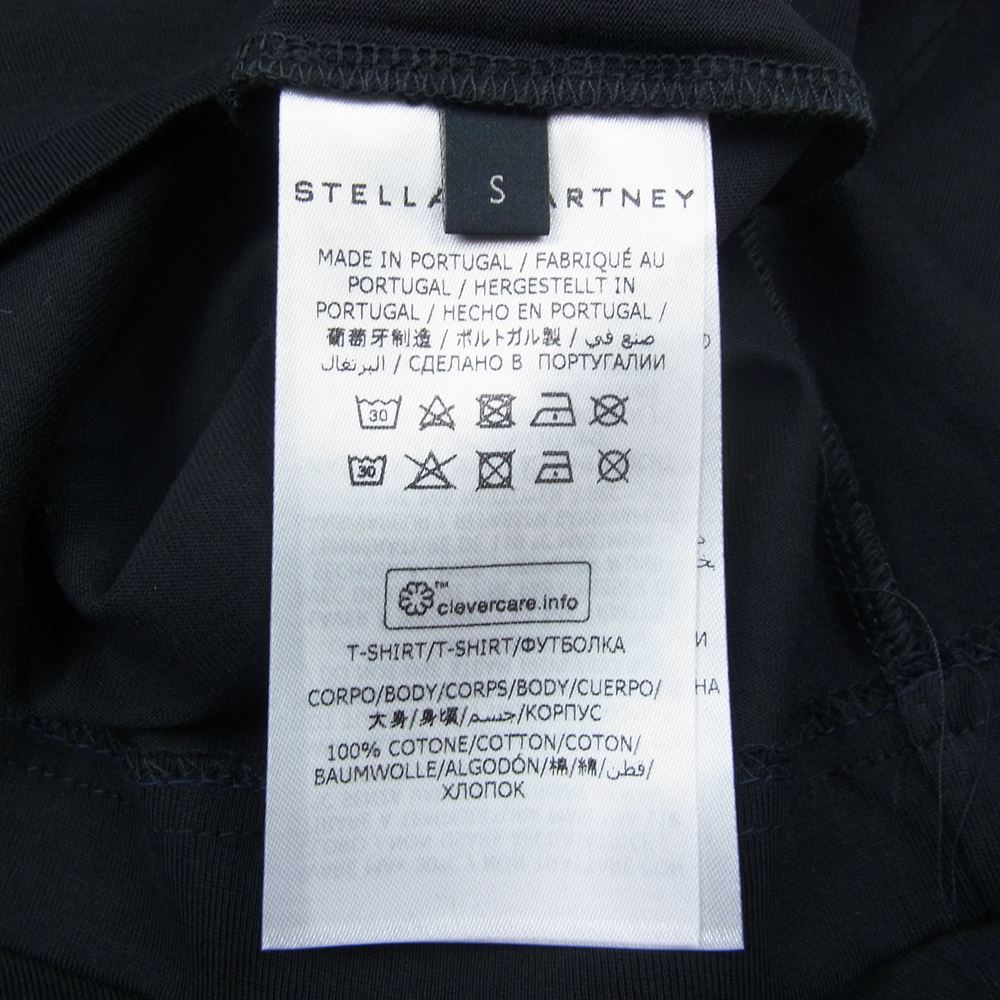 S
STELLA ARTNEY
MADE IN PORTUGAL / FABRIQUÉ AU
PORTUGAL / HERGESTELLT IN
PORTUGAL / HECHO EN PORTUGAL /
葡萄牙制造 / ポルトガル製 / صنع في
البرتغال / СДЕЛАНО В ПОРТУГАЛИИ
30
30
™
clevercare.info
T-SHIRT/T-SHIRT/ФУТБОЛКА
CORPO/BODY/CORPS/BODY/CUERPO/
大身/身頃/جسم/КОРПУС
100% COTONE/COTTON/COTON/
BAUMWOLLE/ALGODÓN/棉/綿/قطن/
ХЛОПОК